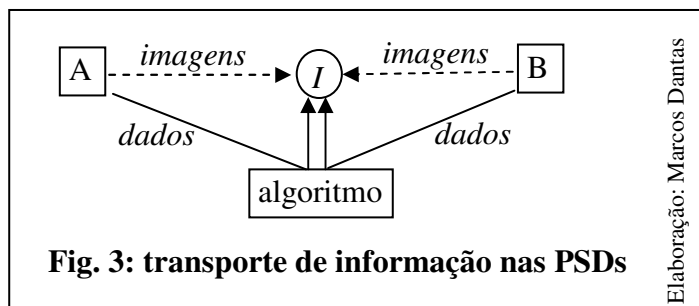 A
imagens
I
imagens
B
dados
dados
algoritmo
Fig. 3: transporte de informação nas PSDs
Elaboração: Marcos Dantas